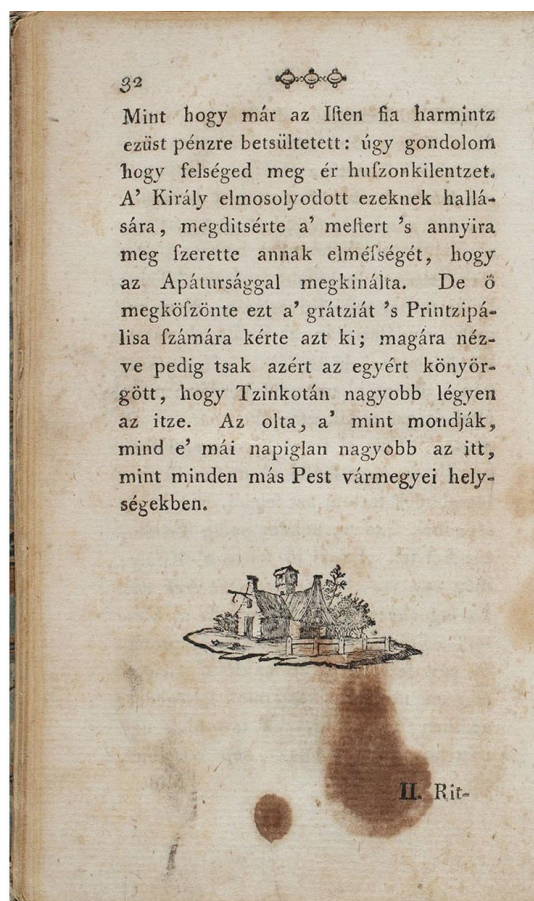 32
Mint hogy már az Iſten fia harmintz
ezüst pénzre betsültetett: úgy gondolom
hogy felséged meg ér huſzonkilentzet.
A’ Király elmosolyodott ezeknek hallá-
sára, megditsérte a’ meſtert ’s annyira
meg ſzerette annak elméſségét, hogy
az Apátursággal megkinálta. De ő
megköſzönte ezt a’ grátziát ’s Printzipá-
lisa ſzámára kérte azt ki; magára néz-
ve pedig tsak azért az egyért könyör-
gött, hogy Tzinkotán nagyobb légyen
az itze. Az olta, a’ mint mondják,
mind e’ mái napiglan nagyobb az itt,
mint minden más Pest vármegyei hely-
ségekben.
II. Rit-